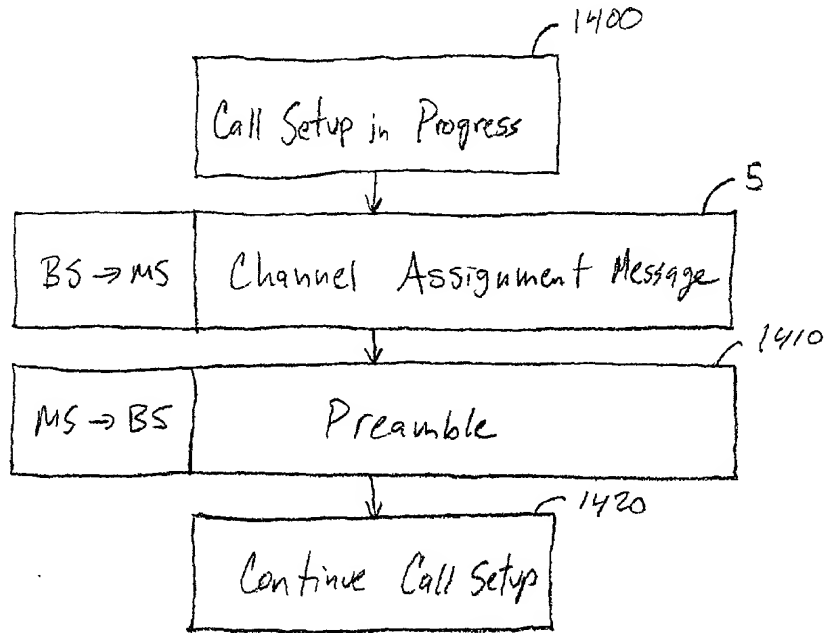 1400
Call Setup in Progress
5
BS → MS Channel Assignment Message
1410
MS → BS Preamble
1420
Continue Call Setup